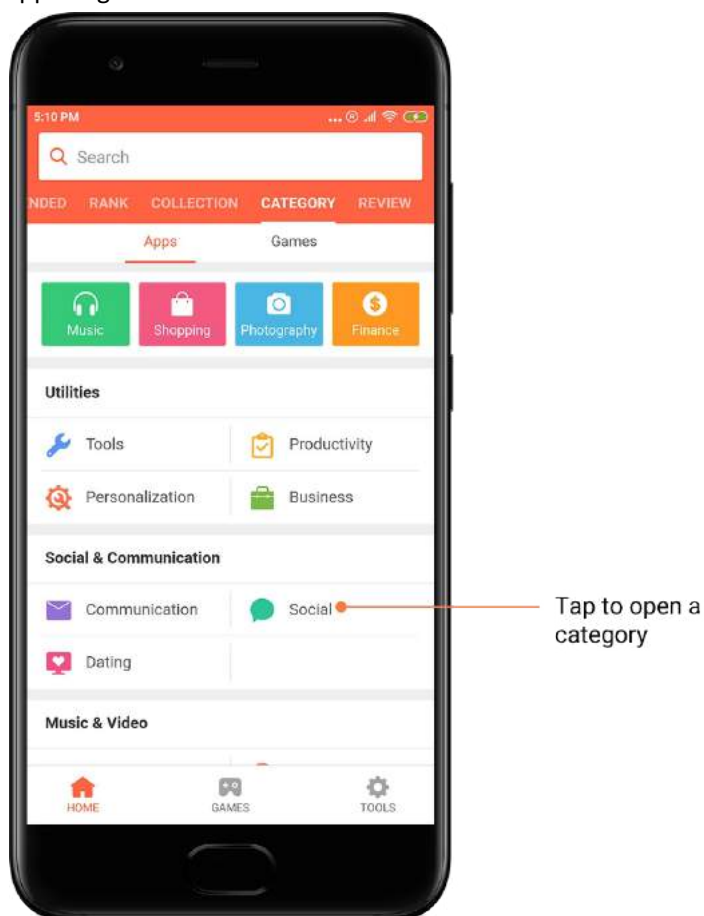 5:10 PM
Search
NDED RANK COLLECTION CATEGORY REVIEW
Apps Games
Music Shopping Photography Finance
Utilities
Tools Productivity
Personalization Business
Social & Communication
Communication Social
Tap to open a
category
Dating
Music & Video
HOME GAMES TOOLS